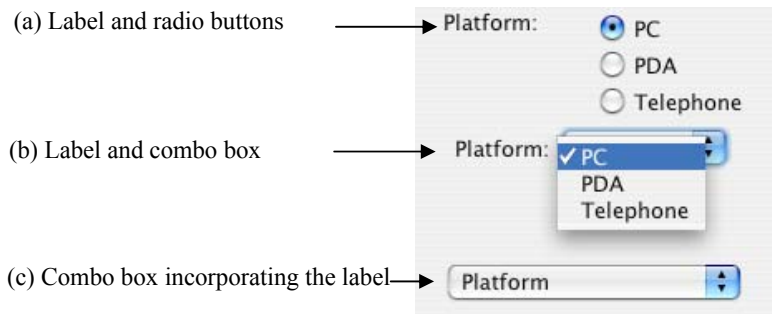 (a) Label and radio buttons
Platform:
PC
PDA
Telephone
(b) Label and combo box
Platform:
✓ PC
PDA
Telephone
(c) Combo box incorporating the label
Platform